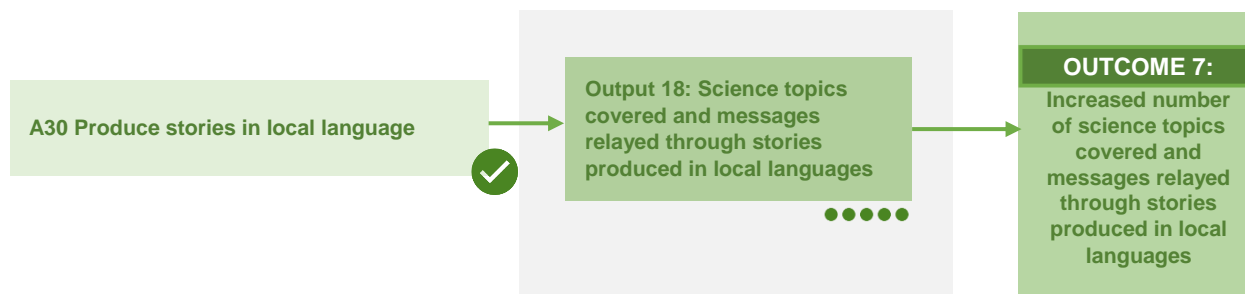 A30 Produce stories in local language
Output 18: Science topics
covered and messages
relayed through stories
produced in local languages
OUTCOME 7:
Increased number
of science topics
covered and
messages relayed
through stories
produced in local
languages